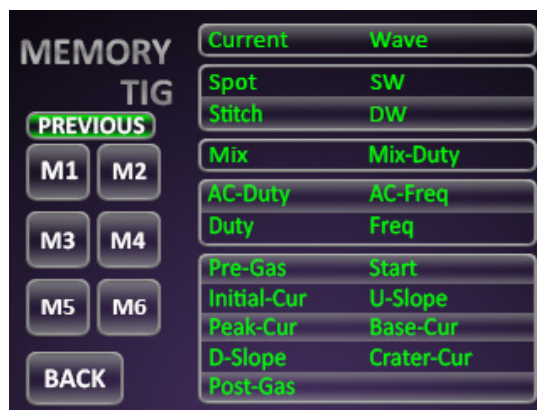 MEMORY
TIG
PREVIOUS
M1 M2
M3 M4
M5 M6
BACK
Current Wave
Spot SW
Stitch DW
Mix Mix-Duty
AC-Duty AC-Freq
Duty Freq
Pre-Gas Start
Initial-Cur U-Slope
Peak-Cur Base-Cur
D-Slope Crater-Cur
Post-Gas